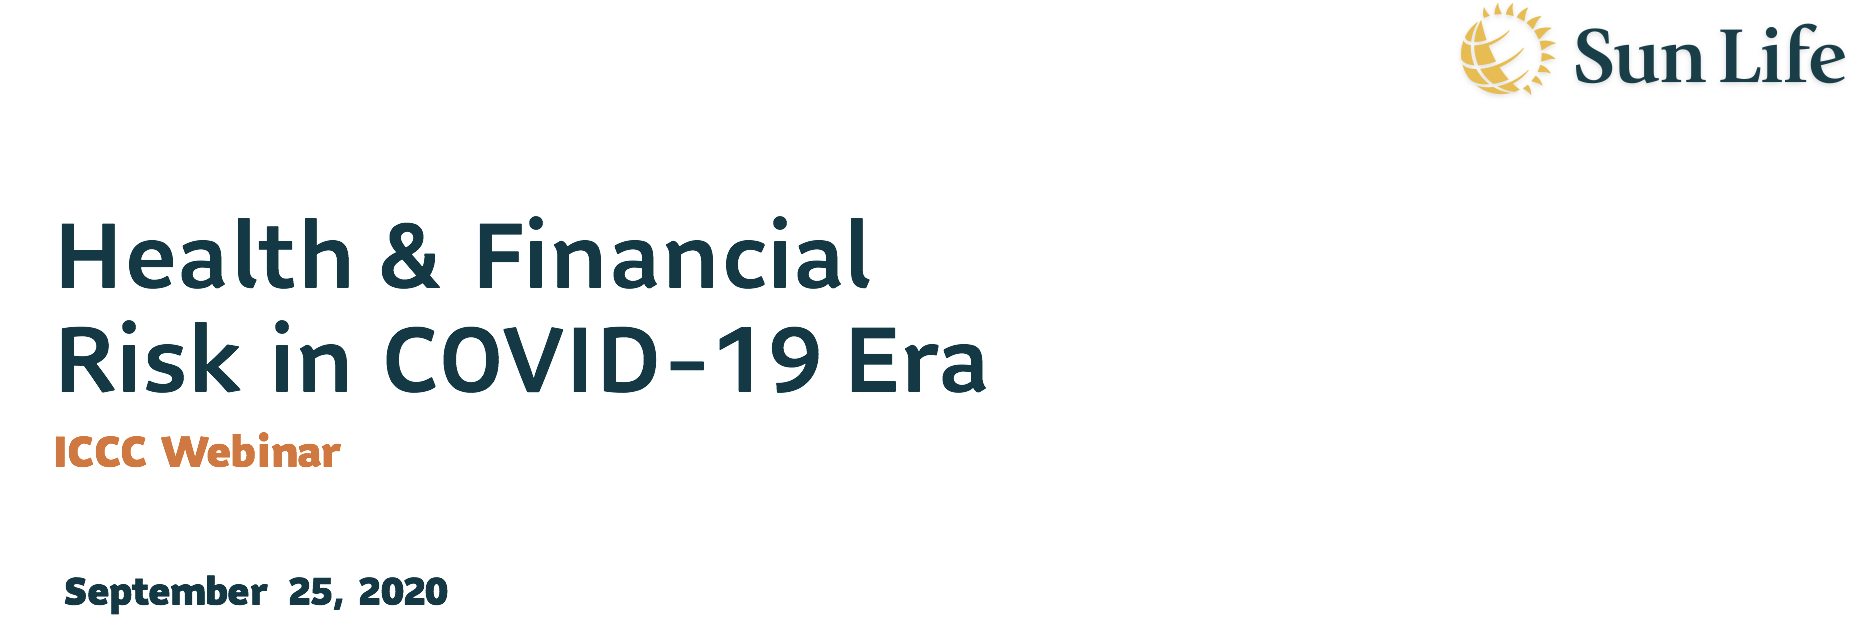 Sun Life
Health & Financial
Risk in COVID-19 Era
ICCC Webinar
September 25, 2020